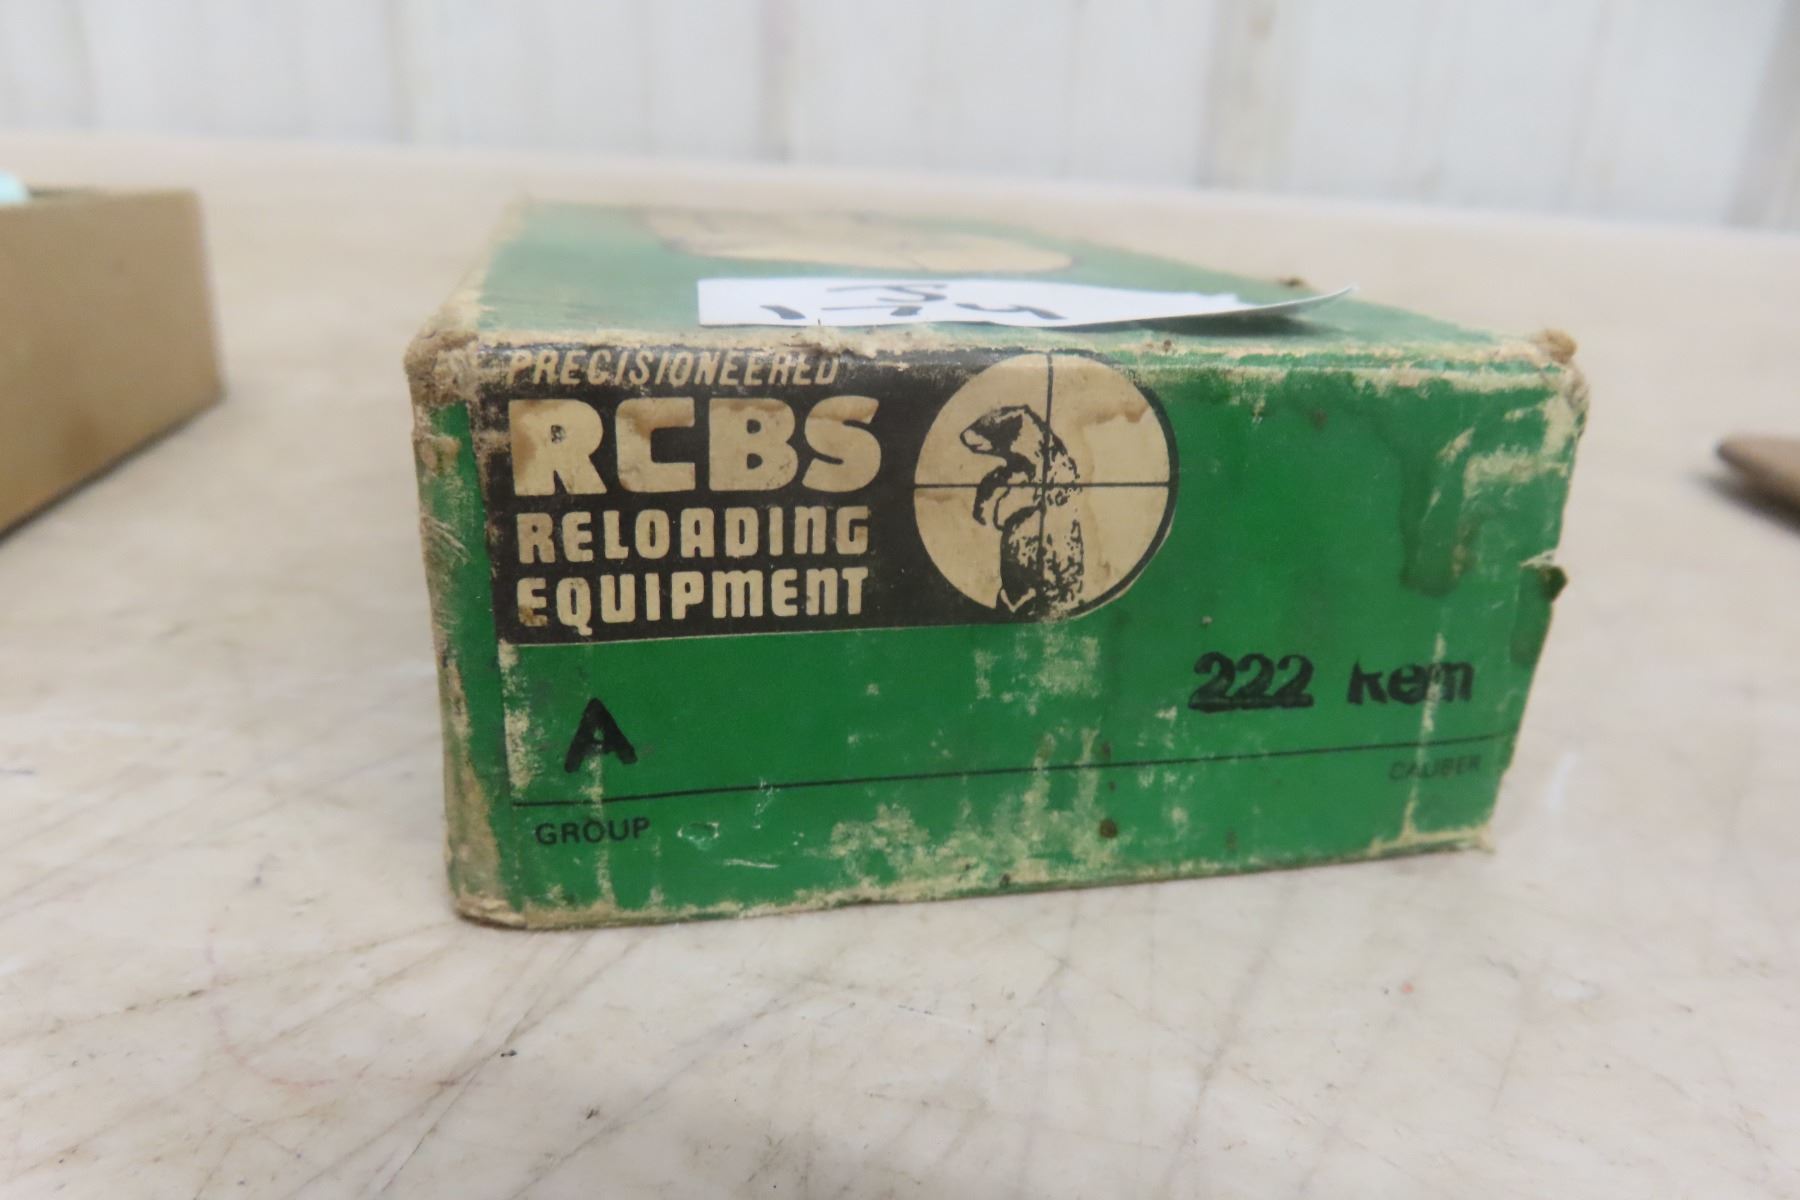 PRECISIONEERED
RCBS
RELOADING
EQUIPMENT
A
222 Rem
GROUP
CALIBER